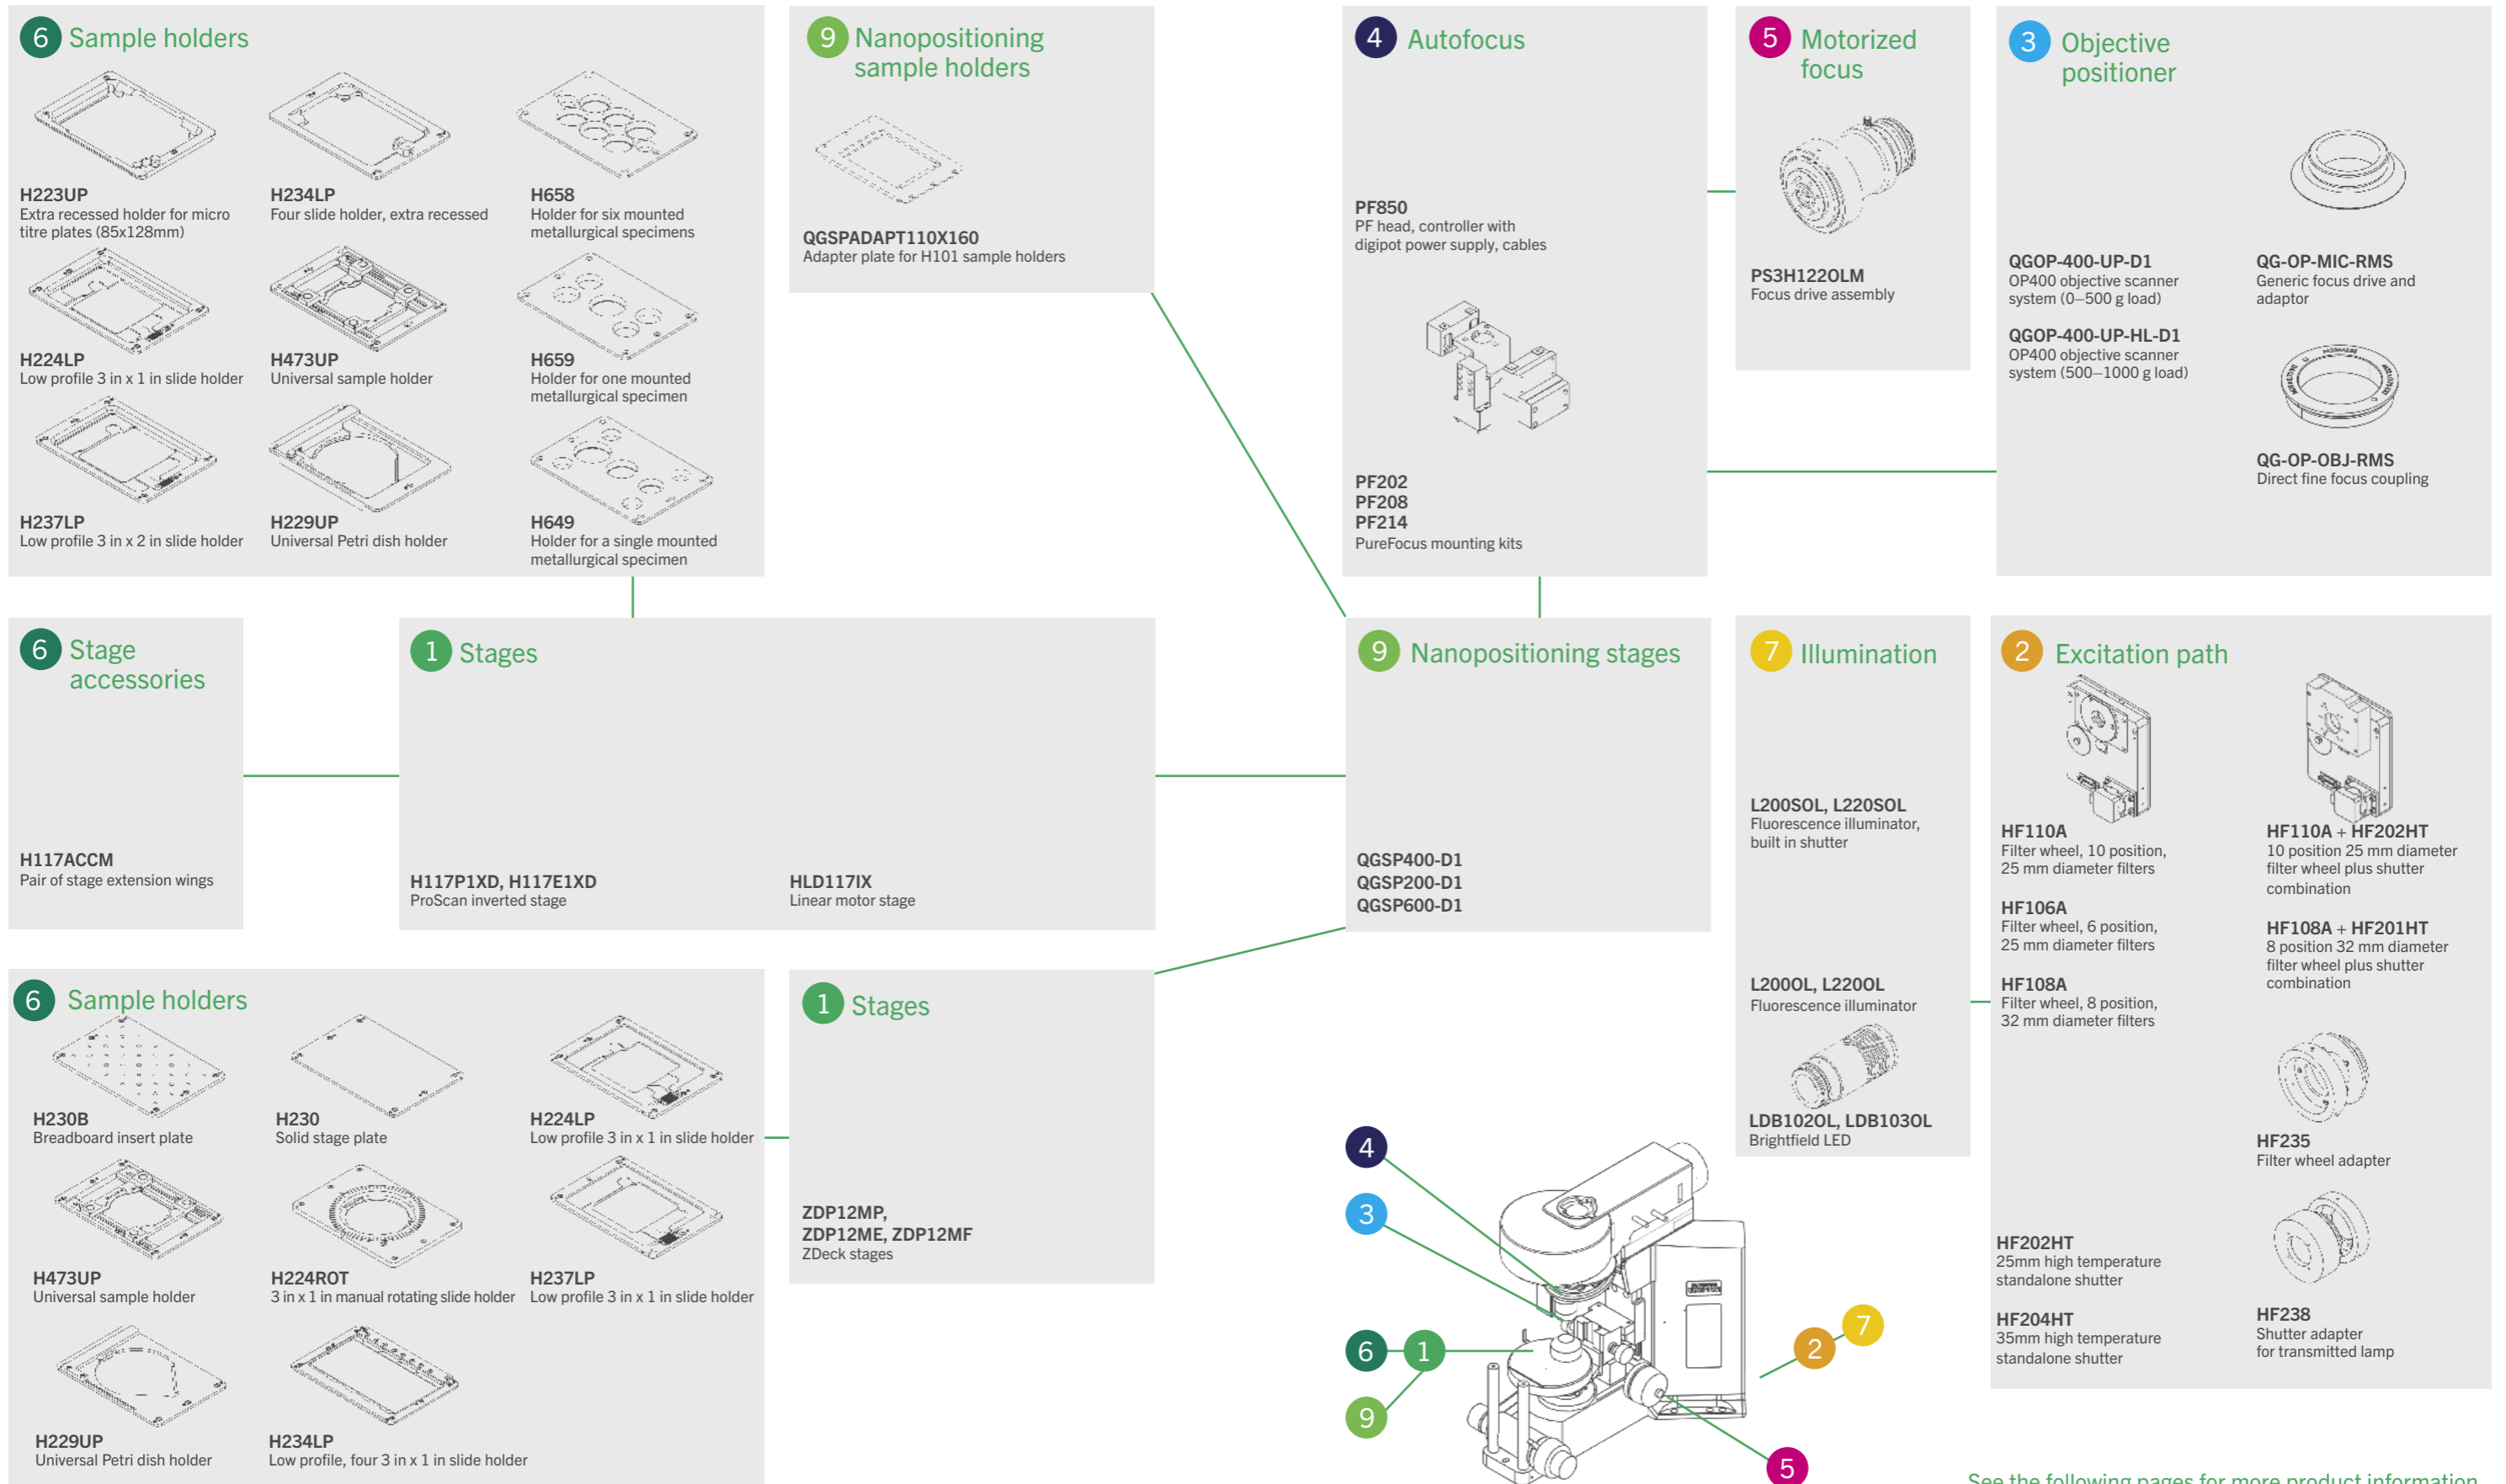 6 Sample holders
H223UP
Extra recessed holder for micro
titre plates (85x128mm)
H234LP
Four slide holder, extra recessed
H658
Holder for six mounted
metallurgical specimens
H224LP
Low profile 3 in x 1 in slide holder
H473UP
Universal sample holder
H659
Holder for one mounted
metallurgical specimen
H237LP
Low profile 3 in x 2 in slide holder
H229UP
Universal Petri dish holder
H649
Holder for a single mounted
metallurgical specimen
9 Nanopositioning
sample holders
QGSPADAPT110X160
Adapter plate for H101 sample holders
4 Autofocus
PF850
PF head, controller with
digipot power supply, cables
PF202
PF208
PF214
PureFocus mounting kits
5 Motorized
focus
PS3H122OLM
Focus drive assembly
3 Objective
positioner
QGOP-400-UP-D1
OP400 objective scanner
system (0–500 g load)
QGOP-400-UP-HL-D1
OP400 objective scanner
system (500–1000 g load)
QG-OP-MIC-RMS
Generic focus drive and
adaptor
QG-OP-OBJ-RMS
Direct fine focus coupling
6 Stage
accessories
H117ACCM
Pair of stage extension wings
1 Stages
H117P1XD, H117E1XD
ProScan inverted stage
HLD117IX
Linear motor stage
9 Nanopositioning stages
QGSP400-D1
QGSP200-D1
QGSP600-D1
7 Illumination
L200SOL, L220SOL
Fluorescence illuminator,
built in shutter
L200OL, L220OL
Fluorescence illuminator
LDB102OL, LDB103OL
Brightfield LED
2 Excitation path
HF110A
Filter wheel, 10 position,
25 mm diameter filters
HF106A
Filter wheel, 6 position,
25 mm diameter filters
HF108A
Filter wheel, 8 position,
32 mm diameter filters
HF110A + HF202HT
10 position 25 mm diameter
filter wheel plus shutter
combination
HF108A + HF201HT
8 position 32 mm diameter
filter wheel plus shutter
combination
HF235
Filter wheel adapter
HF202HT
25mm high temperature
standalone shutter
HF204HT
35mm high temperature
standalone shutter
HF238
Shutter adapter
for transmitted lamp
6 Sample holders
H230B
Breadboard insert plate
H230
Solid stage plate
H224LP
Low profile 3 in x 1 in slide holder
H473UP
Universal sample holder
H224ROT
3 in x 1 in manual rotating slide holder
H237LP
Low profile 3 in x 1 in slide holder
H229UP
Universal Petri dish holder
H234LP
Low profile, four 3 in x 1 in slide holder
1 Stages
ZDP12MP,
ZDP12ME, ZDP12MF
ZDeck stages
4
3
6 1
9
2 7
5
See the following pages for more product information